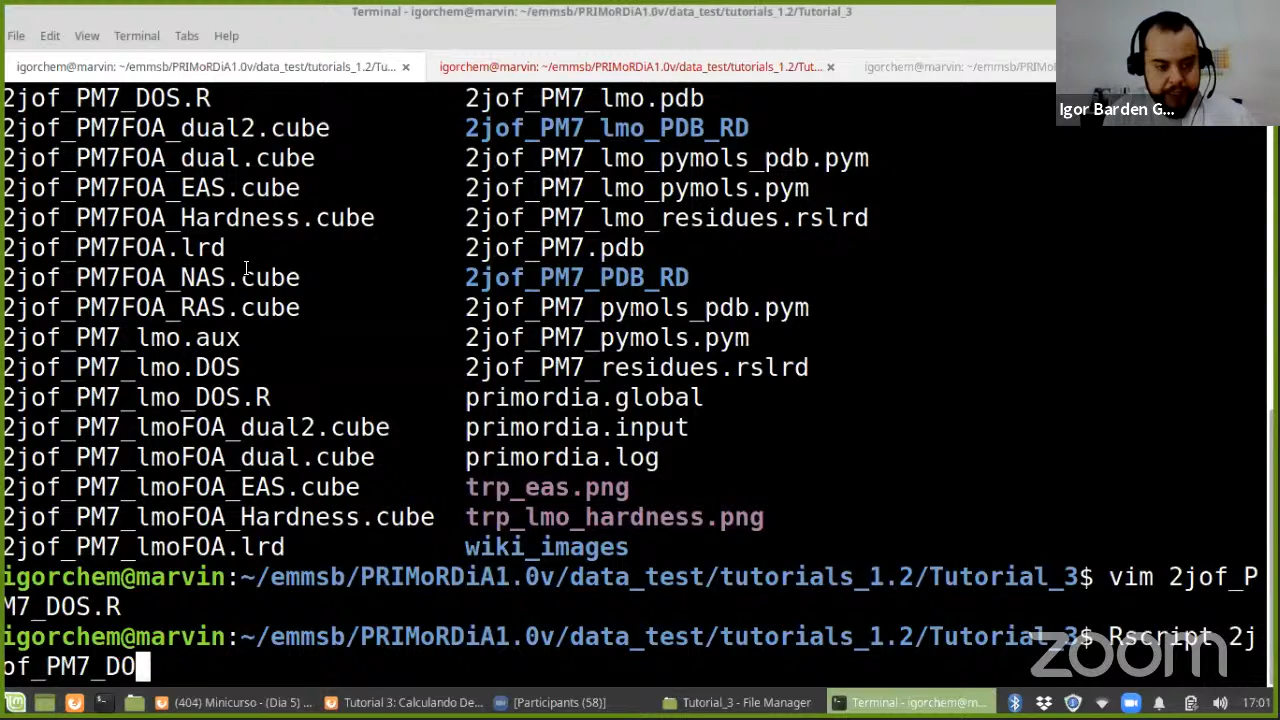 Terminal - igorchem@marvin: ~/emmsb/PRIMoRDiA1.0v/data_test/tutorials_1.2/Tutorial_3
File Edit View Terminal Tabs Help
igorchem@marvin: ~/emmsb/PRIMoRDiA1.0v/data_test/tutorials_1.2/Tu... × igorchem@marvin: ~/emmsb/PRIMoRDiA1.0v/data_test/tutorials_1.2/Tut... × igorchem@marvin: ~/emmsb/PRIMoRD
Igor Barden G...
2jof_PM7_DOS.R 2jof_PM7_lmo.pdb
2jof_PM7FOA_dual2.cube 2jof_PM7_lmo_PDB_RD
2jof_PM7FOA_dual.cube 2jof_PM7_lmo_pymols_pdb.pym
2jof_PM7FOA_EAS.cube 2jof_PM7_lmo_pymols.pym
2jof_PM7FOA_Hardness.cube 2jof_PM7_lmo_residues.rslrd
2jof_PM7FOA.lrd 2jof_PM7.pdb
2jof_PM7FOA_NAS.cube 2jof_PM7_PDB_RD
2jof_PM7FOA_RAS.cube 2jof_PM7_pymols_pdb.pym
2jof_PM7_lmo.aux 2jof_PM7_pymols.pym
2jof_PM7_lmo.DOS 2jof_PM7_residues.rslrd
2jof_PM7_lmo_DOS.R primordia.global
2jof_PM7_lmoFOA_dual2.cube primordia.input
2jof_PM7_lmoFOA_dual.cube primordia.log
2jof_PM7_lmoFOA_EAS.cube trp_eas.png
2jof_PM7_lmoFOA_Hardness.cube trp_lmo_hardness.png
2jof_PM7_lmoFOA.lrd wiki_images
igorchem@marvin:~/emmsb/PRIMoRDiA1.0v/data_test/tutorials_1.2/Tutorial_3$ vim 2jof_P
M7_DOS.R
igorchem@marvin:~/emmsb/PRIMoRDiA1.0v/data_test/tutorials_1.2/Tutorial_3$ Rscript 2j
of_PM7_DO
zoom
(404) Minicurso - (Dia 5) ... Tutorial 3: Calculando De... [Participants (58)] Tutorial_3 - File Manager Terminal - igorchem@m... 17:01